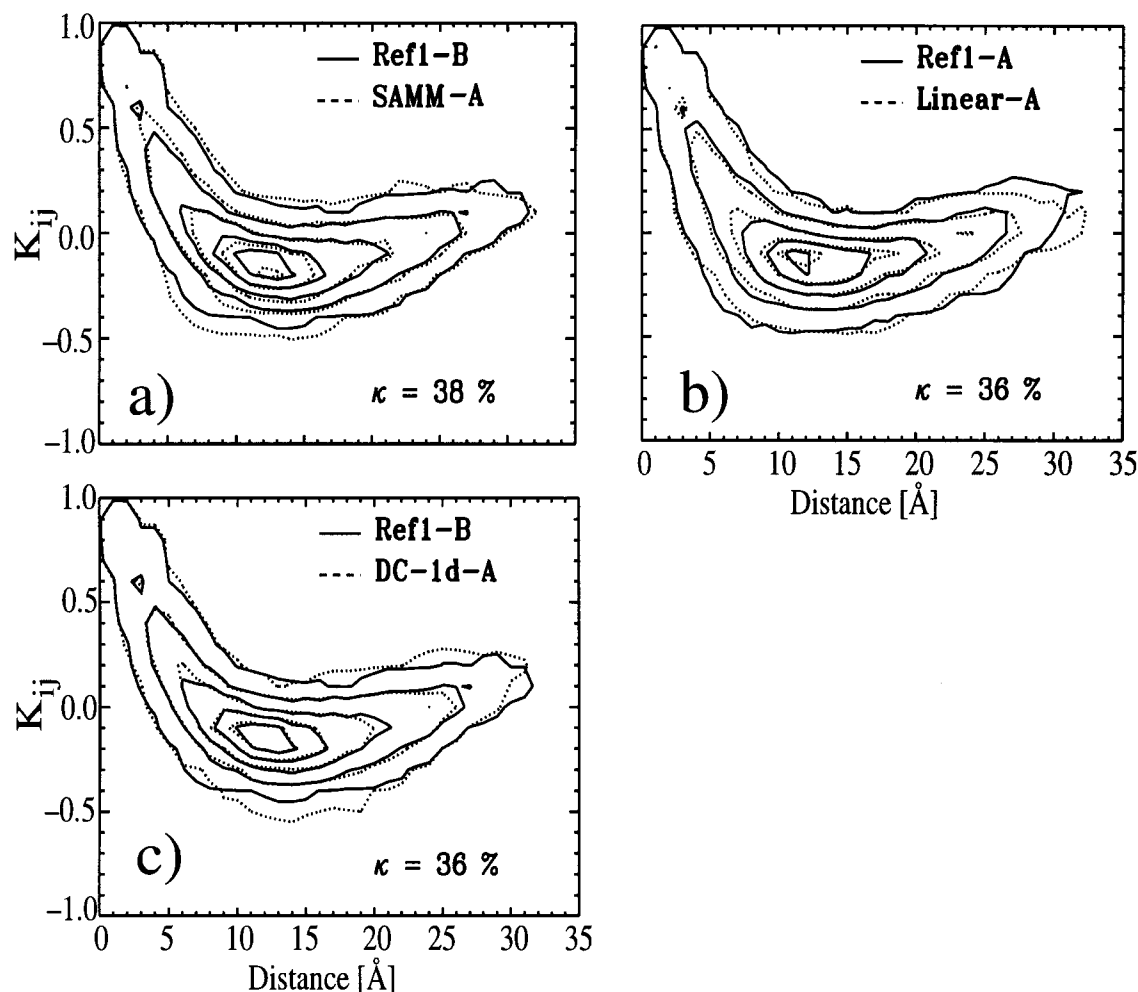 1.0
0.5
0.0
-0.5
-1.0
K_ij
Ref1-B
SAMM-A
a)
κ = 38 %
Ref1-A
Linear-A
b)
κ = 36 %
0 5 10 15 20 25 30 35
Distance [Å]
1.0
0.5
0.0
-0.5
-1.0
K_ij
Ref1-B
DC-1d-A
c)
κ = 36 %
0 5 10 15 20 25 30 35
Distance [Å]